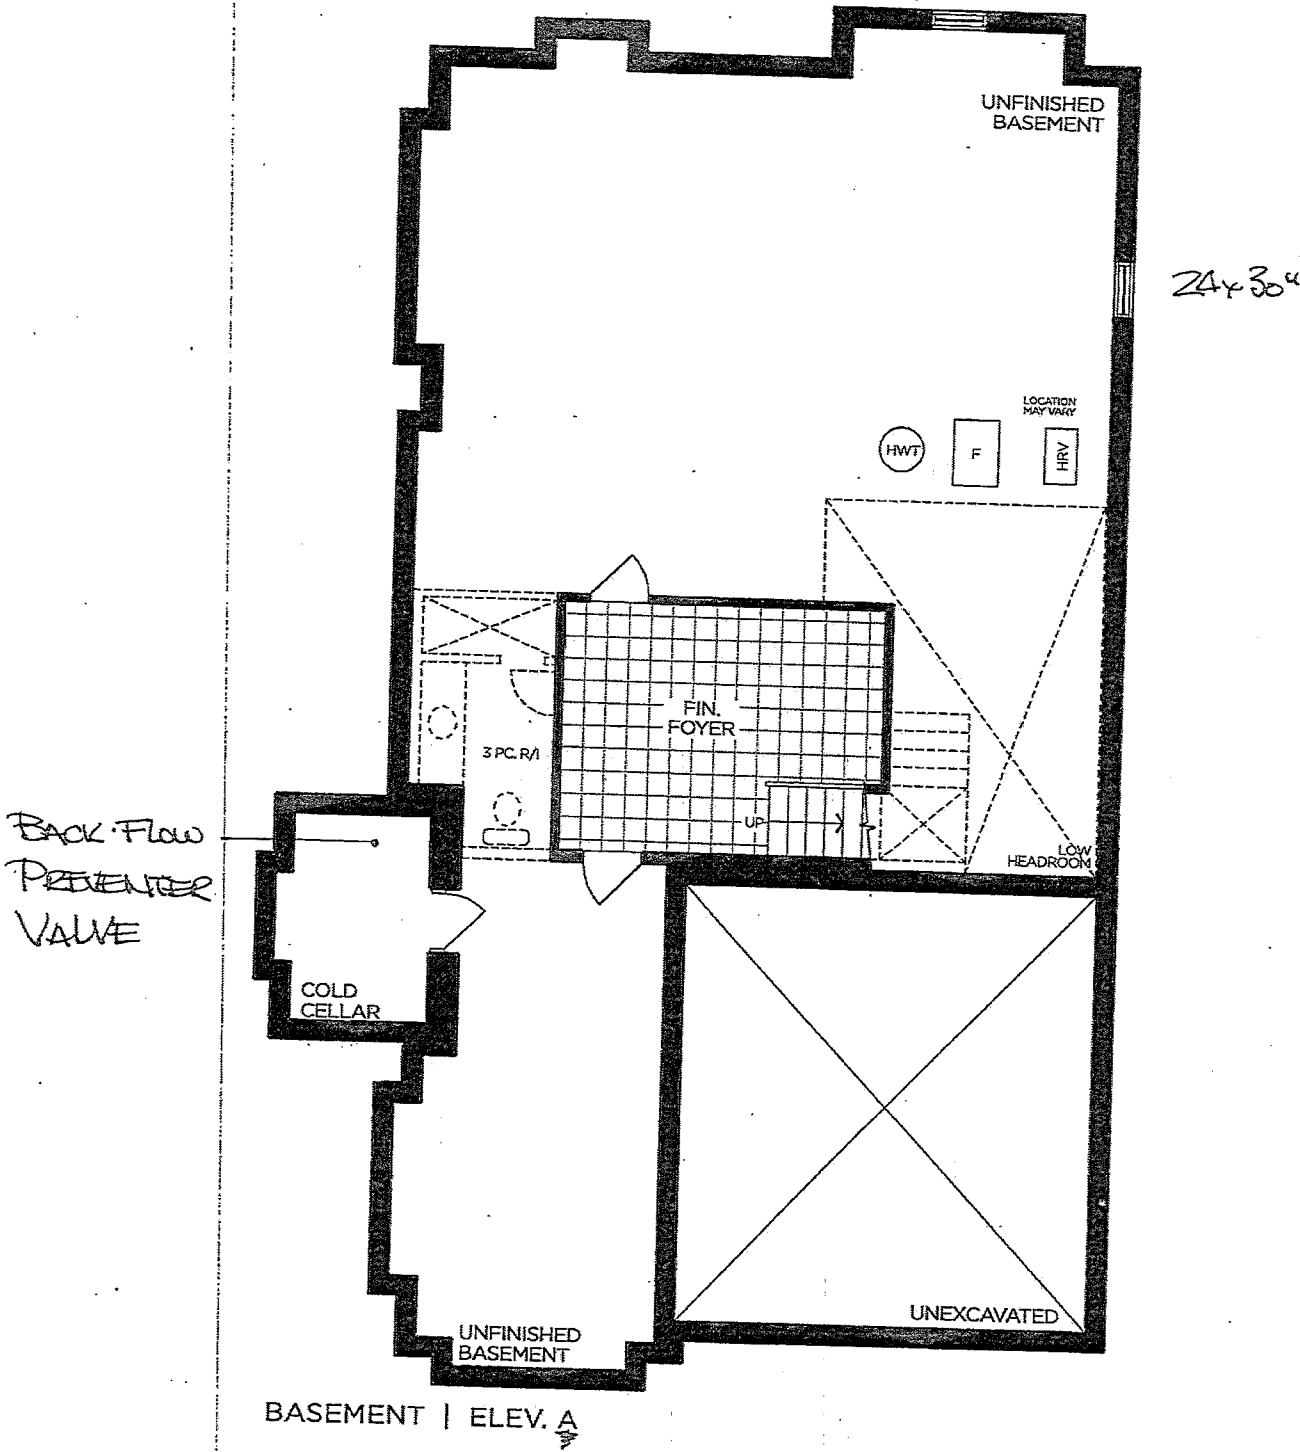 UNFINISHED
BASEMENT
24x30"
LOCATION
MAY VARY
HWT
F
HRV
FIN.
FOYER
3 PC. R/I
UP
BACK-FLOW
PREVENTER
VALVE
LOW
HEADROOM
COLD
CELLAR
UNEXCAVATED
UNFINISHED
BASEMENT
BASEMENT | ELEV. A